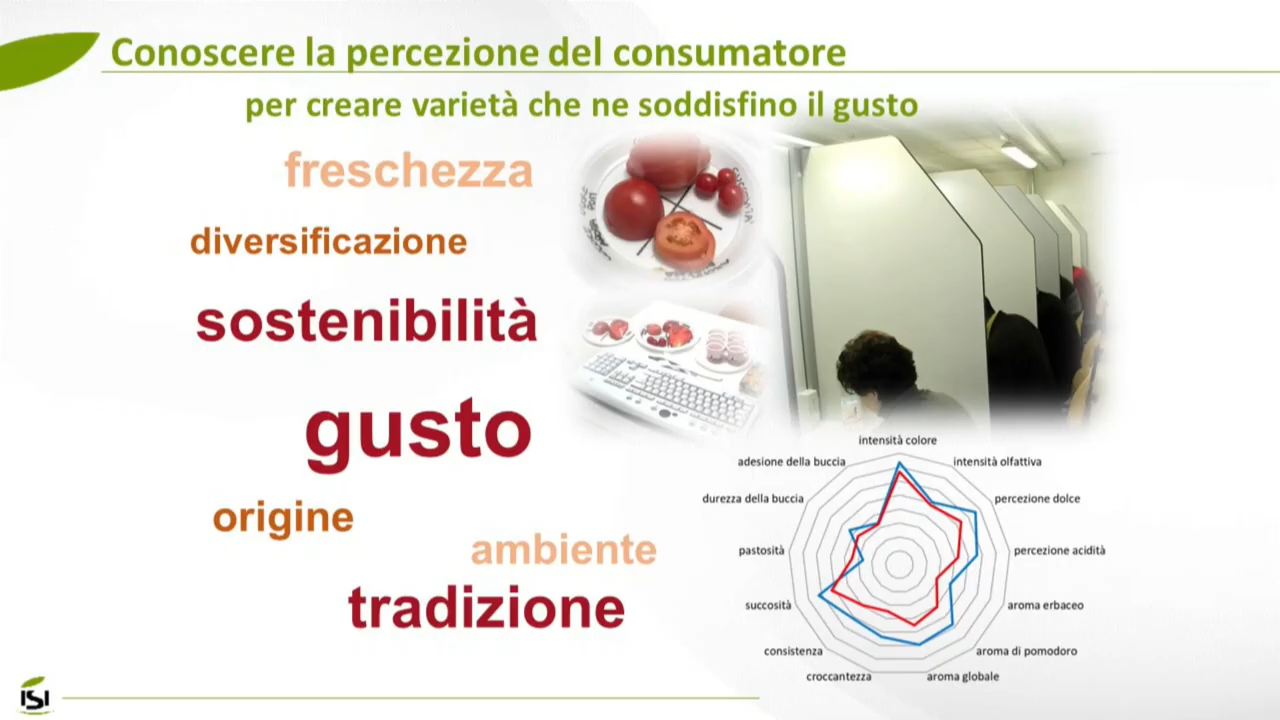 Conoscere la percezione del consumatore
per creare varietà che ne soddisfino il gusto
freschezza
diversificazione
sostenibilità
gusto
origine
ambiente
tradizione
intensità colore
intensità olfattiva
percezione dolce
percezione acidità
aroma erbaceo
aroma di pomodoro
aroma globale
croccantezza
consistenza
succosità
pastosità
durezza della buccia
adesione della buccia
ISI